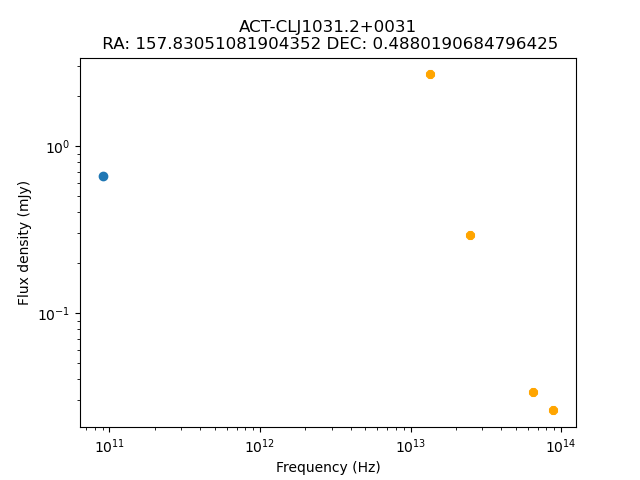 ACT-CLJ1031.2+0031
RA: 157.83051081904352 DEC: 0.4880190684796425
10⁰
10⁻¹
Flux density (mJy)
10¹¹ 10¹² 10¹³ 10¹⁴
Frequency (Hz)